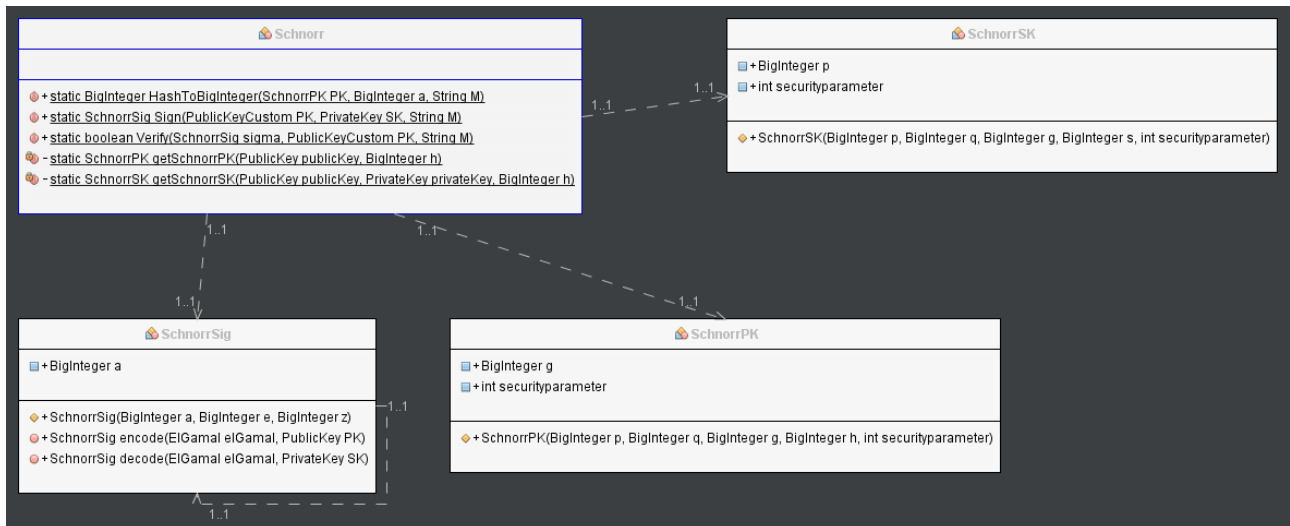 Schnorr
+ static BigInteger HashToBigInteger(SchnorrPK PK, BigInteger a, String M)
+ static SchnorrSig Sign(PublicKeyCustom PK, PrivateKey SK, String M)
+ static boolean Verify(SchnorrSig sigma, PublicKeyCustom PK, String M)
- static SchnorrPK getSchnorrPK(PublicKey publicKey, BigInteger h)
- static SchnorrSK getSchnorrSK(PublicKey publicKey, PrivateKey privateKey, BigInteger h)
SchnorrSK
+ BigInteger p
+ int securityparameter
+ SchnorrSK(BigInteger p, BigInteger q, BigInteger g, BigInteger s, int securityparameter)
1..1
1..1
1..1
1..1
1..1
1..1
SchnorrSig
+ BigInteger a
+ SchnorrSig(BigInteger a, BigInteger e, BigInteger z)
+ SchnorrSig encode(ElGamal elGamal, PublicKey PK)
+ SchnorrSig decode(ElGamal elGamal, PrivateKey SK)
1..1
1..1
SchnorrPK
+ BigInteger g
+ int securityparameter
+ SchnorrPK(BigInteger p, BigInteger q, BigInteger g, BigInteger h, int securityparameter)